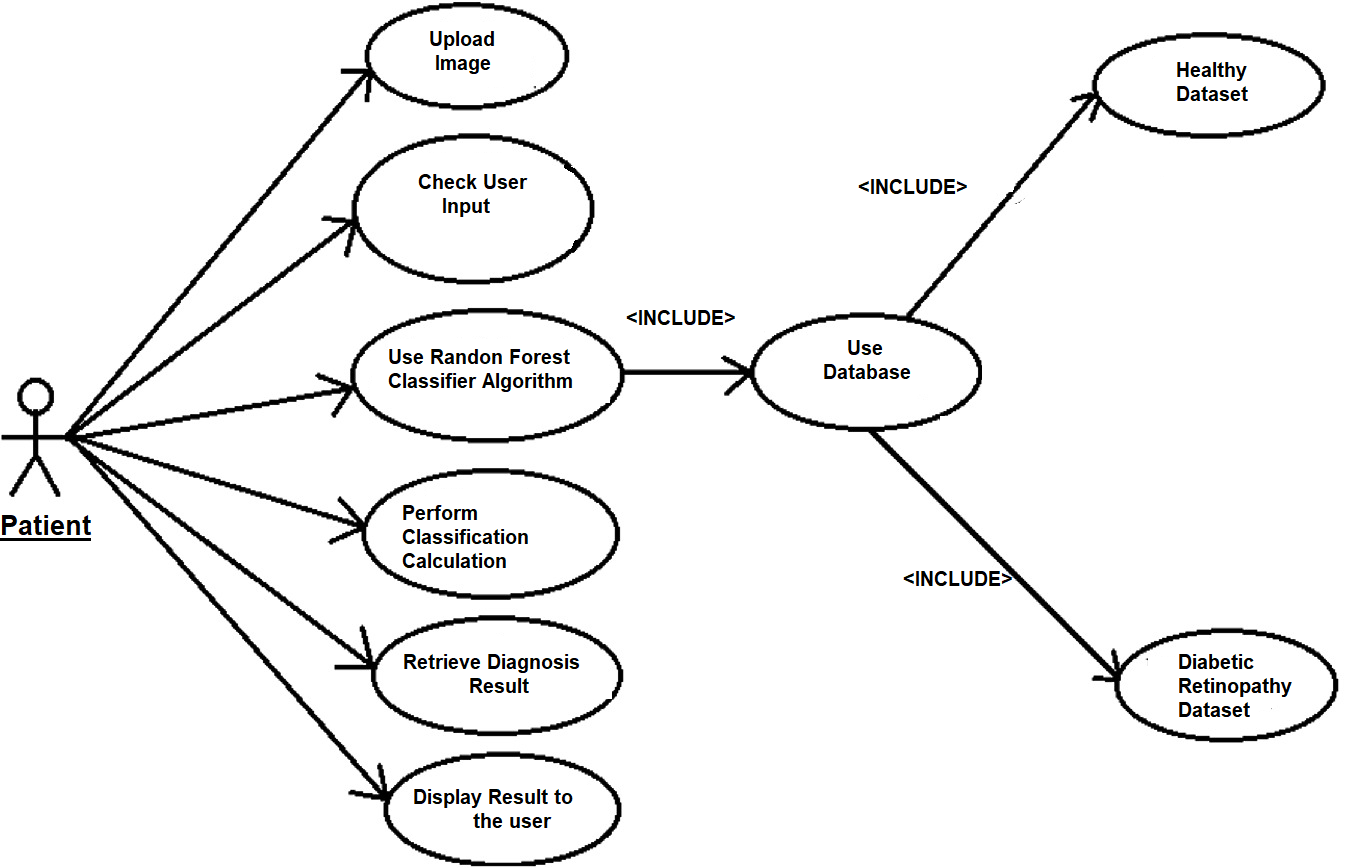 Upload
Image
Healthy
Dataset
Check User
Input
<INCLUDE>
<INCLUDE>
Use Randon Forest
Classifier Algorithm
Use
Database
Patient
Perform
Classification
Calculation
<INCLUDE>
Retrieve Diagnosis
Result
Diabetic
Retinopathy
Dataset
Display Result to
the user